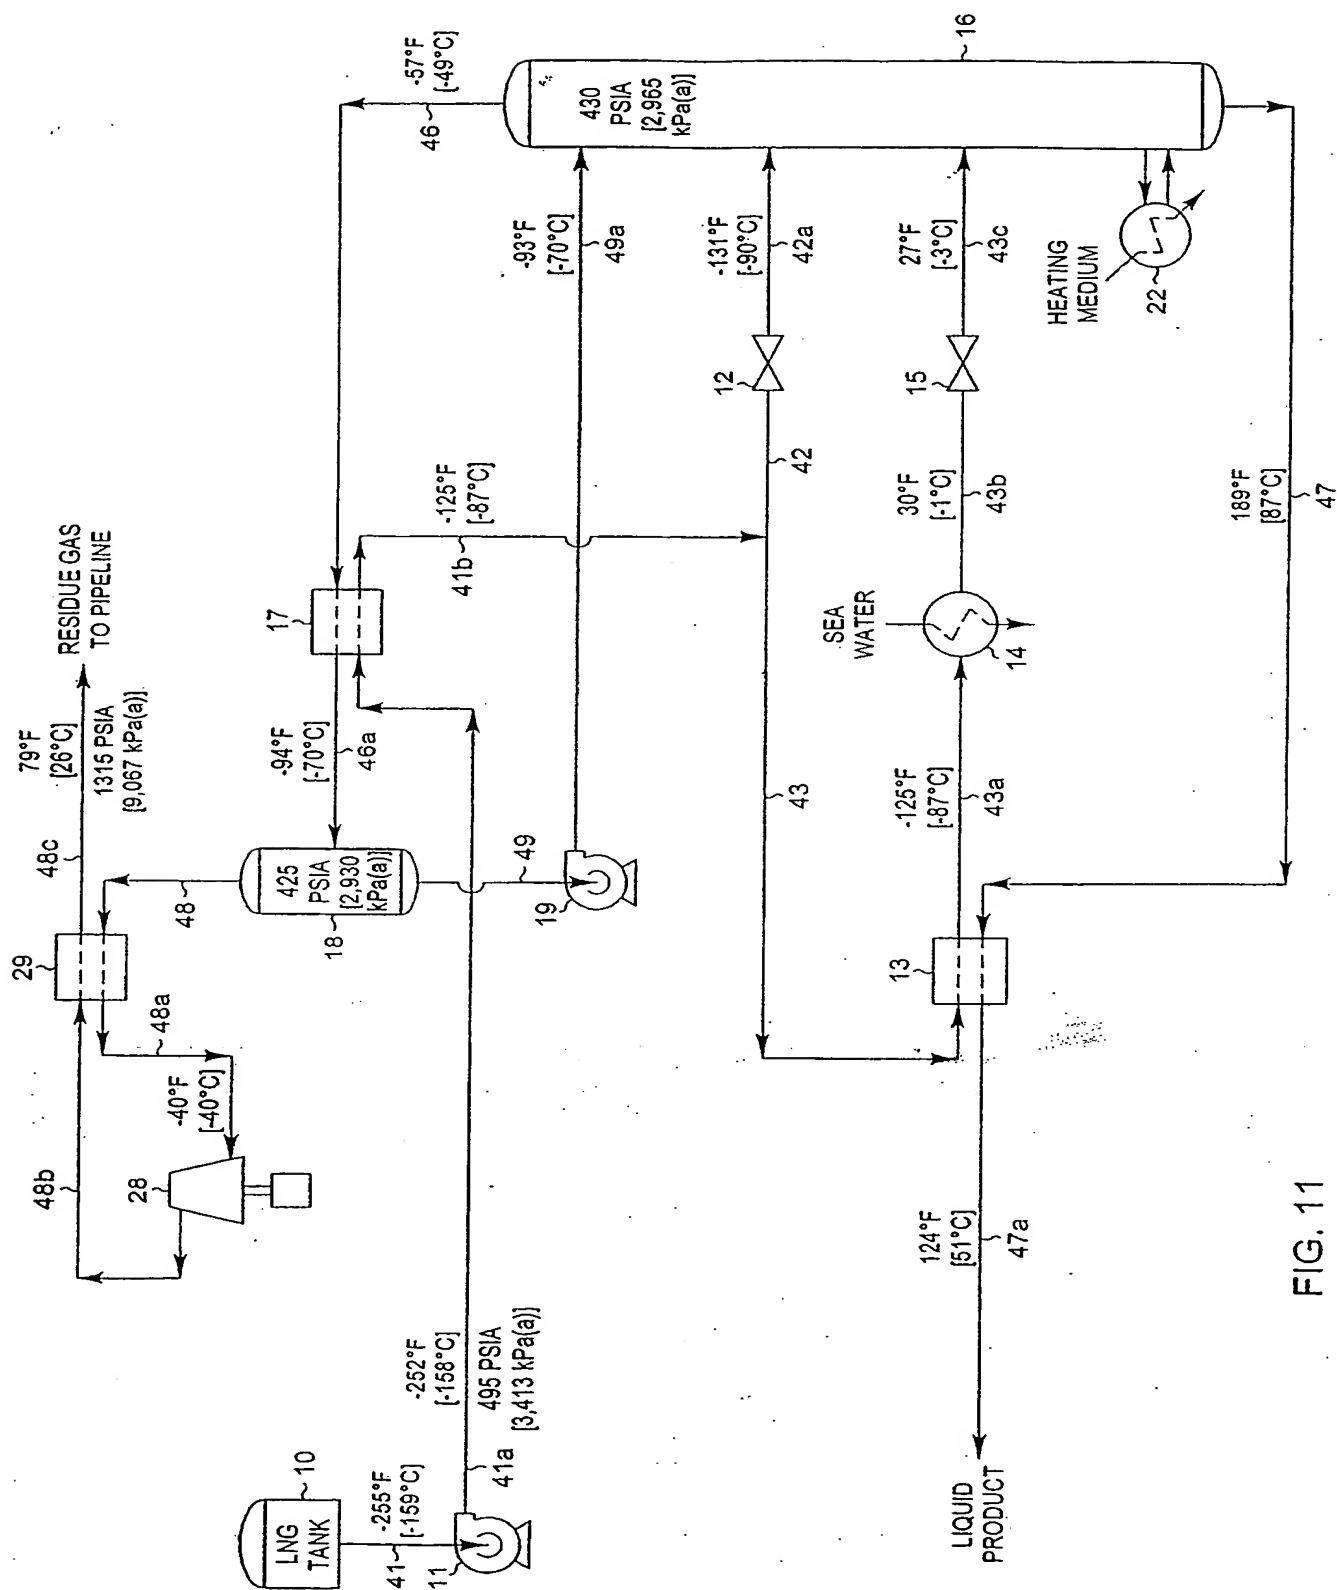 -57°F
[-49°C]
46
16
430
PSIA
[2,965
kPa(a)]
-93°F
[-70°C]
49a
-131°F
[-90°C]
42a
27°F
[-3°C]
43c
HEATING
MEDIUM
22
12
15
RESIDUE GAS
TO PIPELINE
17
-125°F
[-87°C]
41b
42
30°F
[-1°C]
43b
189°F
[87°C]
47
SEA
WATER
14
79°F
[26°C]
1315 PSIA
[9,067 kPa(a)]
48c
-94°F
[-70°C]
46a
43
-125°F
[-87°C]
43a
48
425
PSIA
[2,930
kPa(a)]
18
49
19
29
13
48a
-40°F
[-40°C]
48b
28
124°F
[51°C]
47a
-252°F
[-158°C]
495 PSIA
[3,413 kPa(a)]
41a
10
LNG
TANK
-255°F
[-159°C]
41
11
LIQUID
PRODUCT
FIG. 11